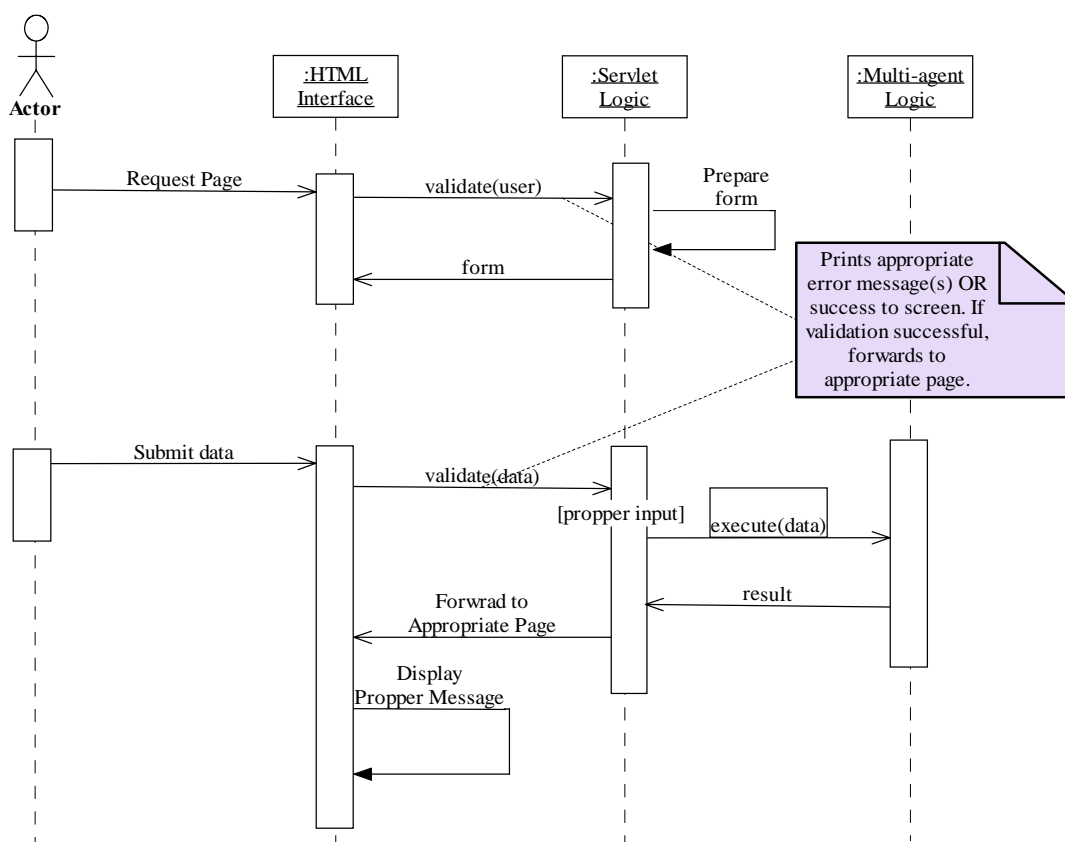 Actor
:HTML
Interface
:Servlet
Logic
:Multi-agent
Logic
Request Page
validate(user)
Prepare
form
form
Prints appropriate
error message(s) OR
success to screen. If
validation successful,
forwards to
appropriate page.
Submit data
validate(data)
[propper input]
execute(data)
result
Forwrad to
Appropriate Page
Display
Propper Message